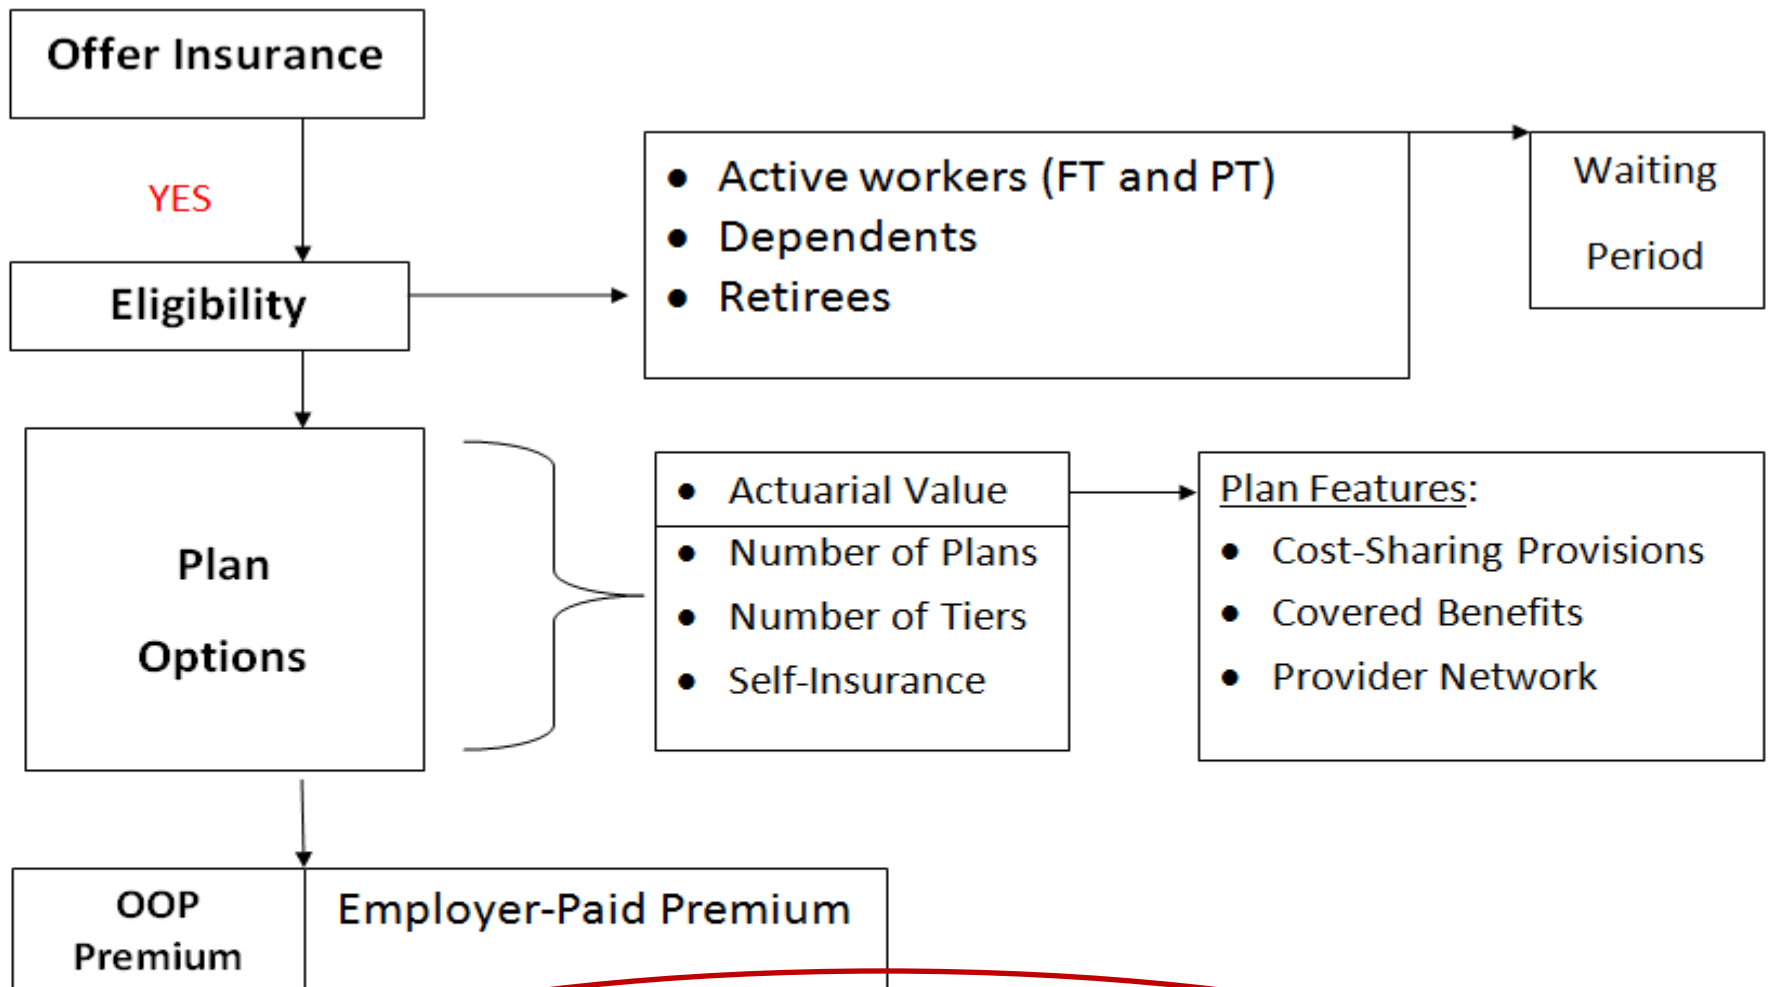 Offer Insurance
YES
Eligibility
● Active workers (FT and PT)
● Dependents
● Retirees
Waiting
Period
Plan
Options
● Actuarial Value
● Number of Plans
● Number of Tiers
● Self-Insurance
Plan Features:
● Cost-Sharing Provisions
● Covered Benefits
● Provider Network
OOP
Premium
Employer-Paid Premium